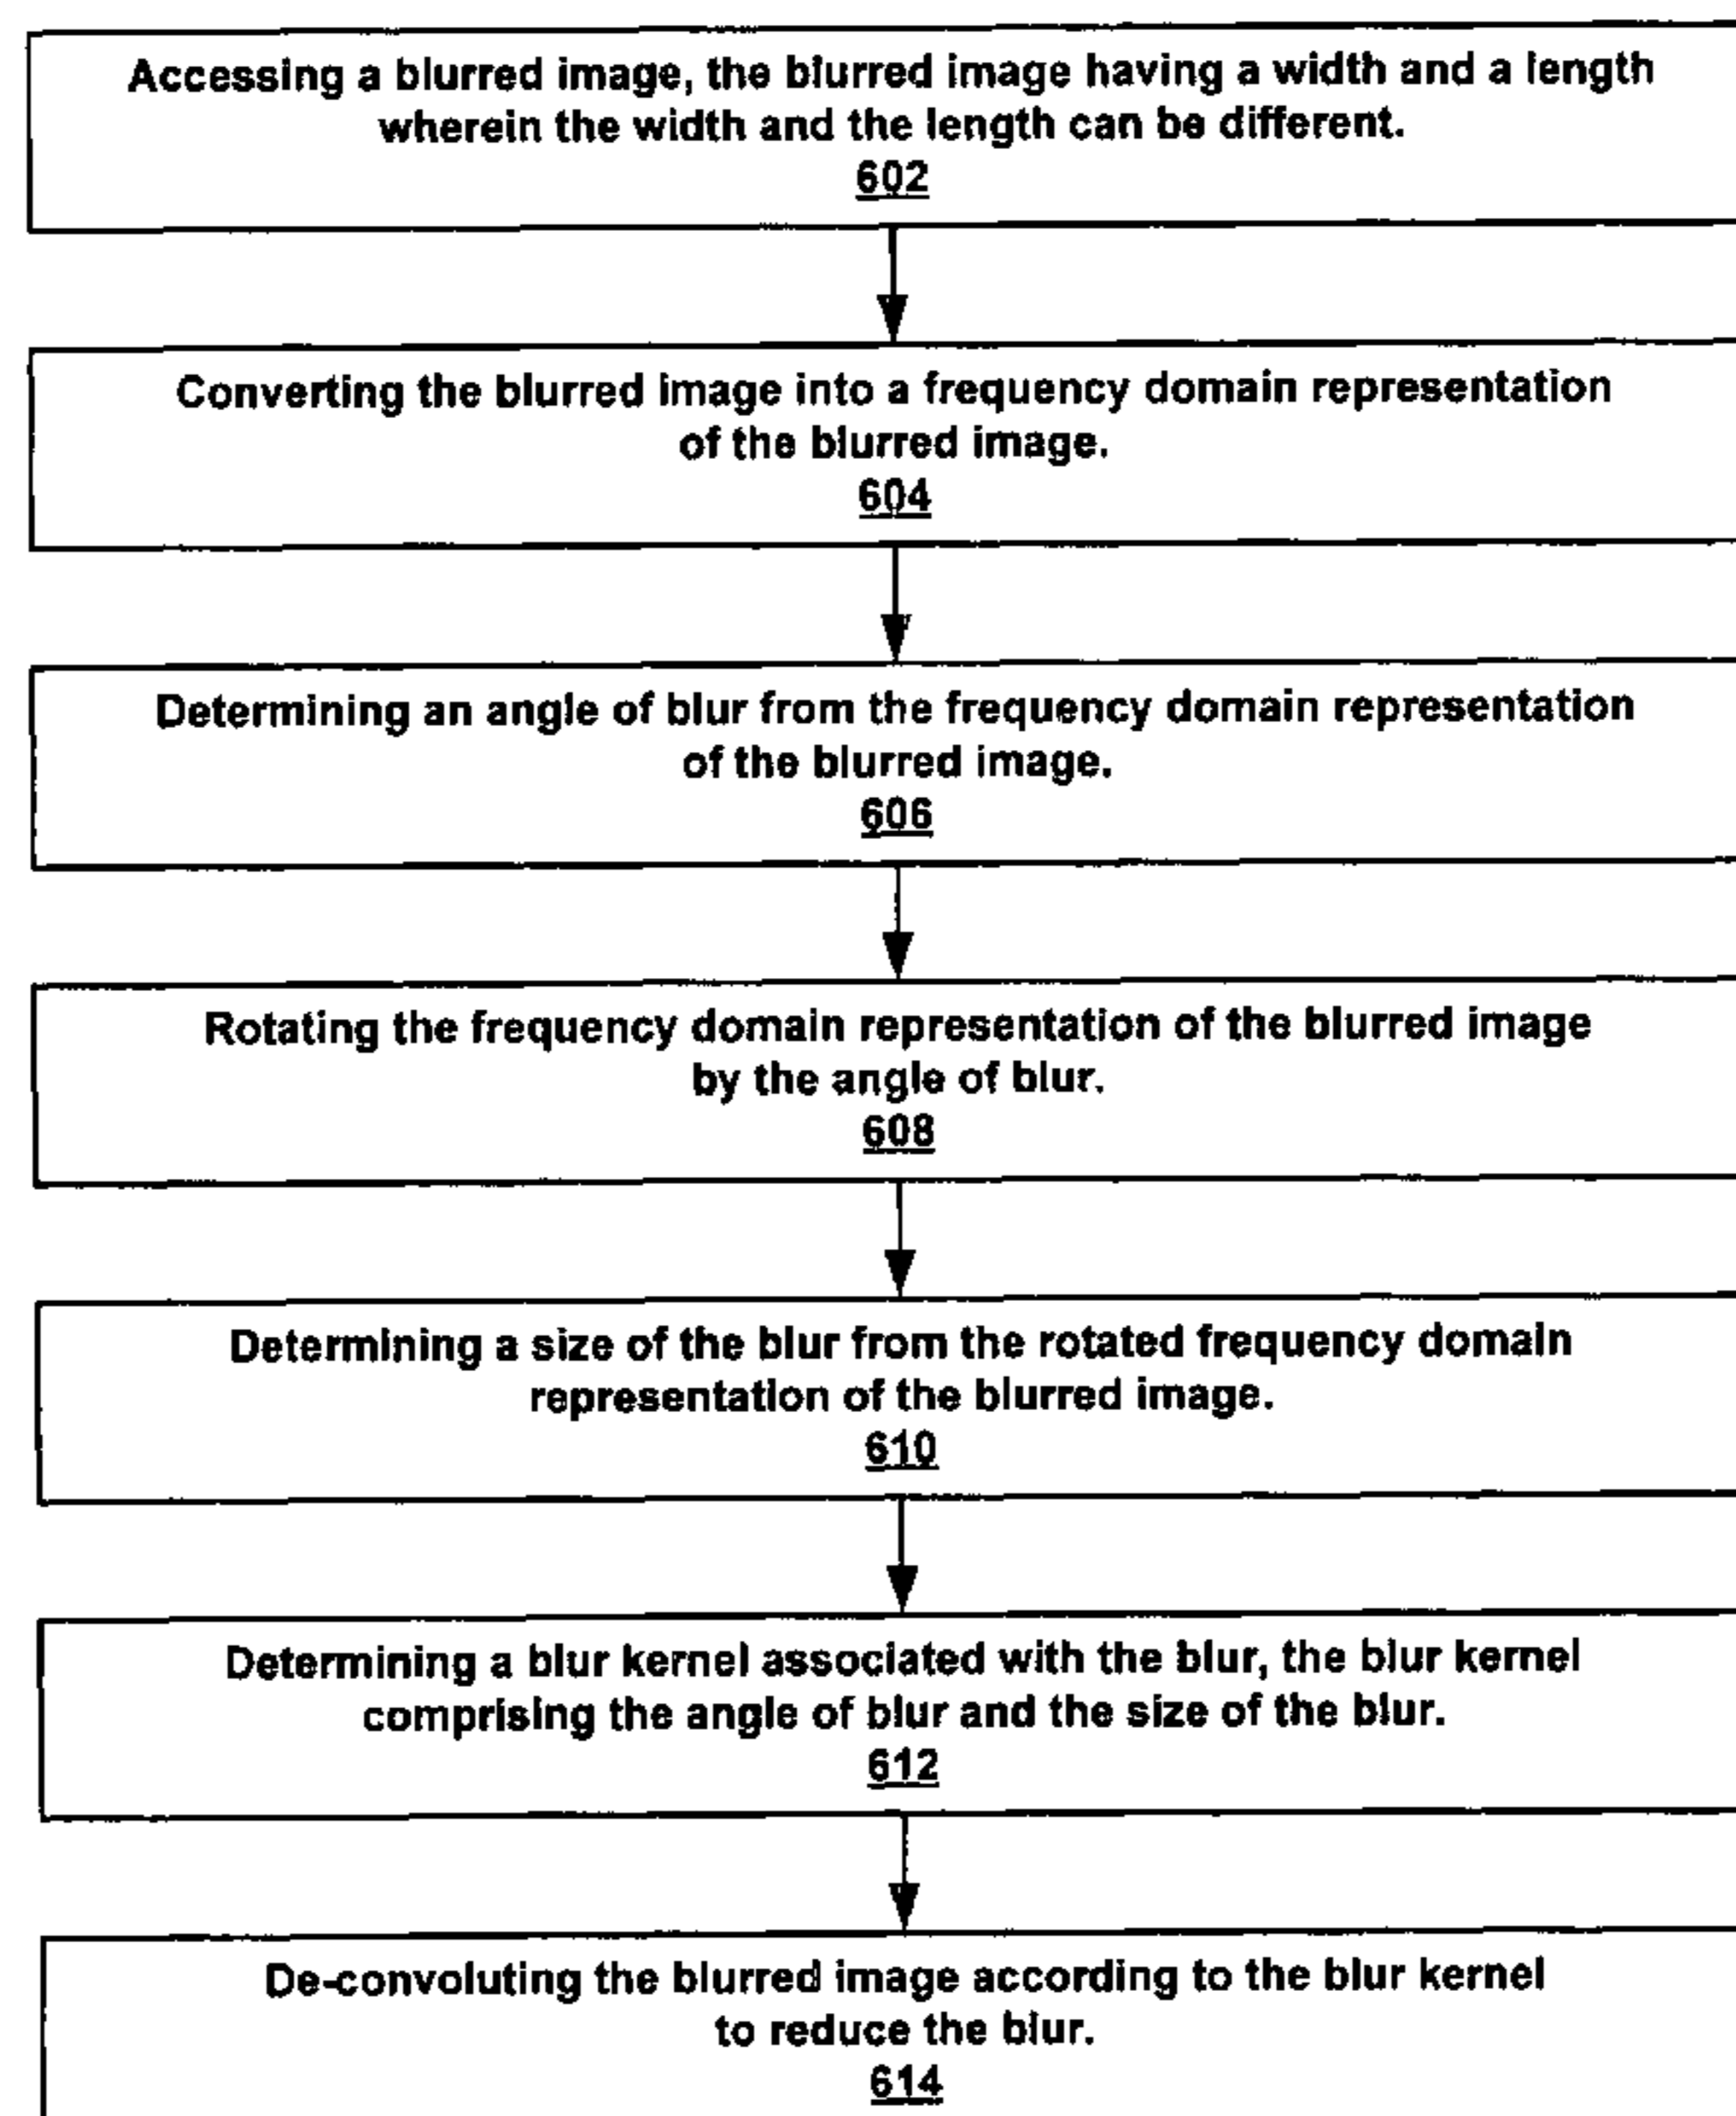 Accessing a blurred image, the blurred image having a width and a length
wherein the width and the length can be different.
602
Converting the blurred image into a frequency domain representation
of the blurred image.
604
Determining an angle of blur from the frequency domain representation
of the blurred image.
606
Rotating the frequency domain representation of the blurred image
by the angle of blur.
608
Determining a size of the blur from the rotated frequency domain
representation of the blurred image.
610
Determining a blur kernel associated with the blur, the blur kernel
comprising the angle of blur and the size of the blur.
612
De-convoluting the blurred image according to the blur kernel
to reduce the blur.
614